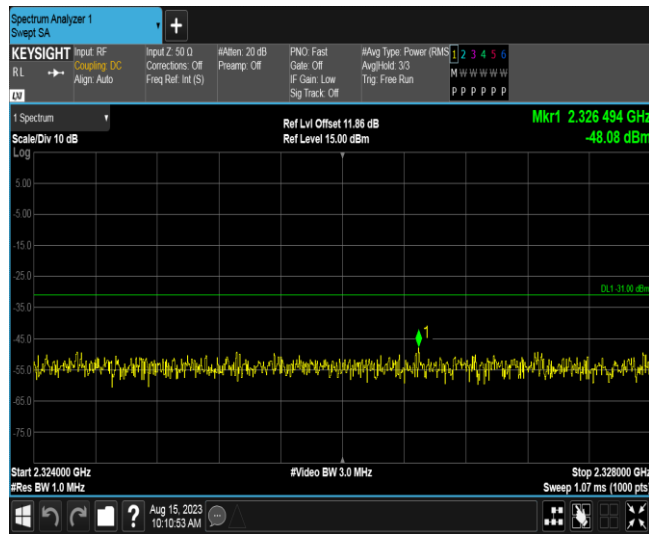 Spectrum Analyzer 1
Swept SA
+
KEYSIGHT
RL
LXI
Input: RF
Coupling: DC
Align: Auto
Input Z: 50 Ω
Corrections: Off
Freq Ref: Int (S)
#Atten: 20 dB
Preamp: Off
PNO: Fast
Gate: Off
IF Gain: Low
Sig Track: Off
#Avg Type: Power (RMS
Avg|Hold: 3/3
Trig: Free Run
1 2 3 4 5 6
M W W W W W
P P P P P P
1 Spectrum
Scale/Div 10 dB
Ref Lvl Offset 11.86 dB
Ref Level 15.00 dBm
Mkr1 2.326 494 GHz
-48.08 dBm
Log
5.00
-5.00
-15.0
-25.0
DL1 -31.00 dBm
-35.0
1
-45.0
-55.0
-65.0
-75.0
Start 2.324000 GHz
#Video BW 3.0 MHz
Stop 2.328000 GHz
#Res BW 1.0 MHz
Sweep 1.07 ms (1000 pts)
?
Aug 15, 2023
10:10:53 AM